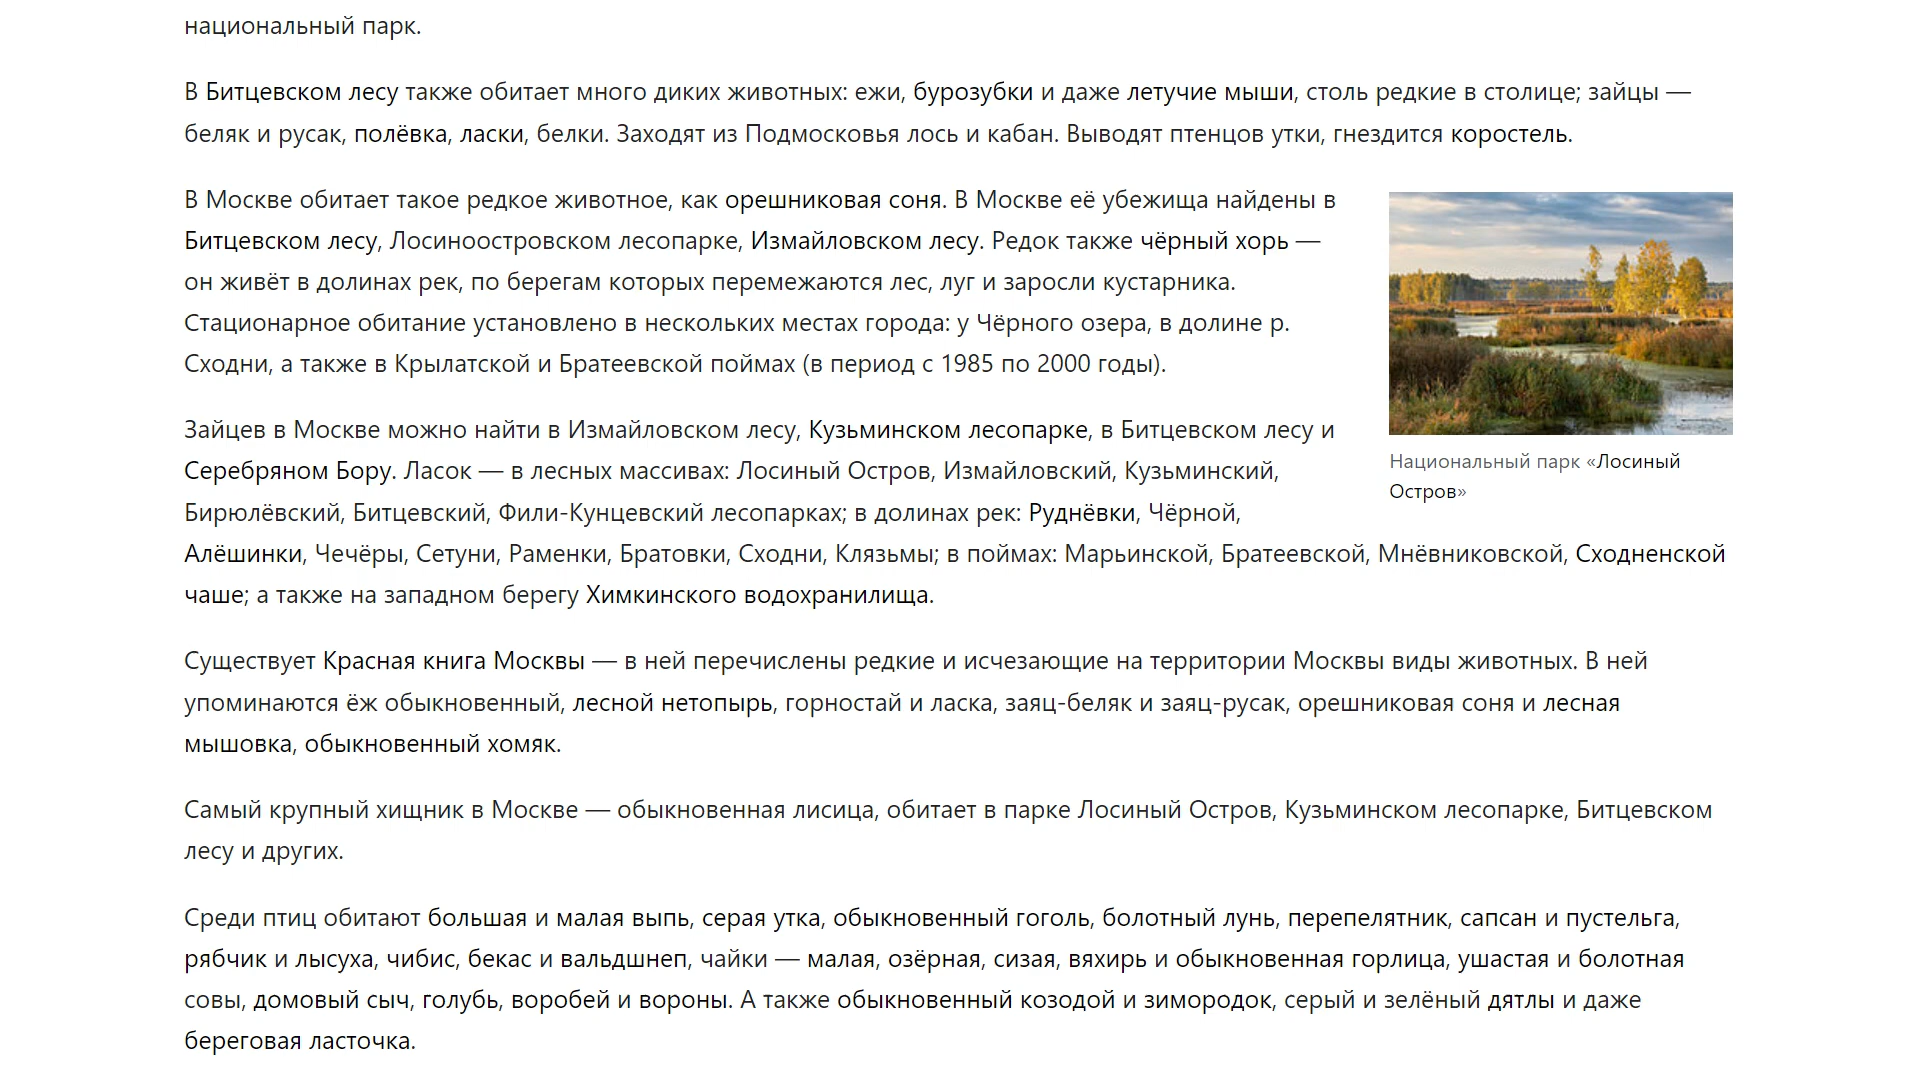 национальный парк.
В Битцевском лесу также обитает много диких животных: ежи, бурозубки и даже летучие мыши, столь редкие в столице; зайцы —
беляк и русак, полёвка, ласки, белки. Заходят из Подмосковья лось и кабан. Выводят птенцов утки, гнездится коростель.
В Москве обитает такое редкое животное, как орешниковая соня. В Москве её убежища найдены в
Битцевском лесу, Лосиноостровском лесопарке, Измайловском лесу. Редок также чёрный хорь —
он живёт в долинах рек, по берегам которых перемежаются лес, луг и заросли кустарника.
Стационарное обитание установлено в нескольких местах города: у Чёрного озера, в долине р.
Сходни, а также в Крылатской и Братеевской поймах (в период с 1985 по 2000 годы).
Национальный парк «Лосиный
Остров»
Зайцев в Москве можно найти в Измайловском лесу, Кузьминском лесопарке, в Битцевском лесу и
Серебряном Бору. Ласок — в лесных массивах: Лосиный Остров, Измайловский, Кузьминский,
Бирюлёвский, Битцевский, Фили-Кунцевский лесопарках; в долинах рек: Руднёвки, Чёрной,
Алёшинки, Чечёры, Сетуни, Раменки, Братовки, Сходни, Клязьмы; в поймах: Марьинской, Братеевской, Мнёвниковской, Сходненской
чаше; а также на западном берегу Химкинского водохранилища.
Существует Красная книга Москвы — в ней перечислены редкие и исчезающие на территории Москвы виды животных. В ней
упоминаются ёж обыкновенный, лесной нетопырь, горностай и ласка, заяц-беляк и заяц-русак, орешниковая соня и лесная
мышовка, обыкновенный хомяк.
Самый крупный хищник в Москве — обыкновенная лисица, обитает в парке Лосиный Остров, Кузьминском лесопарке, Битцевском
лесу и других.
Среди птиц обитают большая и малая выпь, серая утка, обыкновенный гоголь, болотный лунь, перепелятник, сапсан и пустельга,
рябчик и лысуха, чибис, бекас и вальдшнеп, чайки — малая, озёрная, сизая, вяхирь и обыкновенная горлица, ушастая и болотная
совы, домовый сыч, голубь, воробей и вороны. А также обыкновенный козодой и зимородок, серый и зелёный дятлы и даже
береговая ласточка.